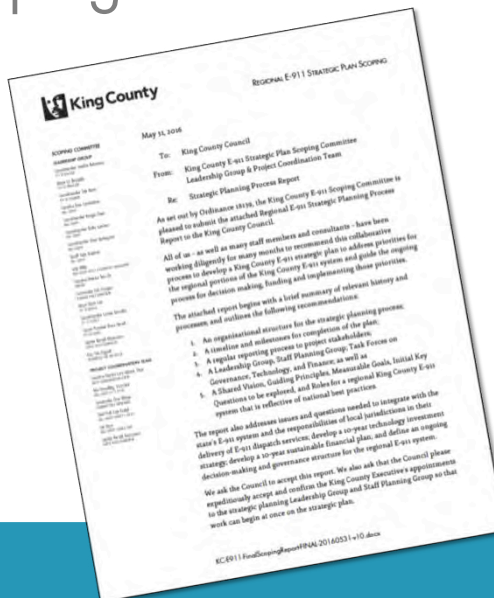 King County
REGIONAL E-911 STRATEGIC PLAN SCOPING
SCOPING COMMITTEE
LEADERSHIP GROUP
PROJECT COORDINATION TEAM
May 31, 2016
To: King County Council
From: King County E-911 Strategic Plan Scoping Committee
Leadership Group & Project Coordination Team
Re: Strategic Planning Process Report
As set out by Ordinance 18139, the King County E-911 Scoping Committee is
pleased to submit the attached Regional E-911 Strategic Planning Process
Report to the King County Council.
All of us - as well as many staff members and consultants - have been
working diligently for many months to recommend this collaborative
process to develop a King County E-911 strategic plan to address priorities for
the regional portions of the King County E-911 system and guide the ongoing
process for decision making, funding and implementing those priorities.
The attached report begins with a brief summary of relevant history and
processes, and outlines the following recommendations:
1. An organizational structure for the strategic planning process;
2. A timeline and milestones for completion of the plan;
3. A regular reporting process to project stakeholders;
4. A Leadership Group, Staff Planning Group; Task Forces on
Governance, Technology, and Finance; as well as
5. A Shared Vision, Guiding Principles, Measurable Goals, Initial Key
Questions to be explored, and Roles for a regional King County E-911
system that is reflective of national best practices.
The report also addresses issues and questions needed to integrate with the
state's E-911 system and the responsibilities of local jurisdictions in their
delivery of E-911 dispatch services; develop a 10-year technology investment
strategy; develop a 10-year sustainable financial plan; and define an ongoing
decision-making and governance structure for the regional E-911 system.
We ask the Council to accept this report. We also ask that the Council please
expeditiously accept and confirm the King County Executive's appointments
to the strategic planning Leadership Group and Staff Planning Group so that
work can begin at once on the strategic plan.
KC-E911-FinalScopingReportFINAL-20160531-v10.docx